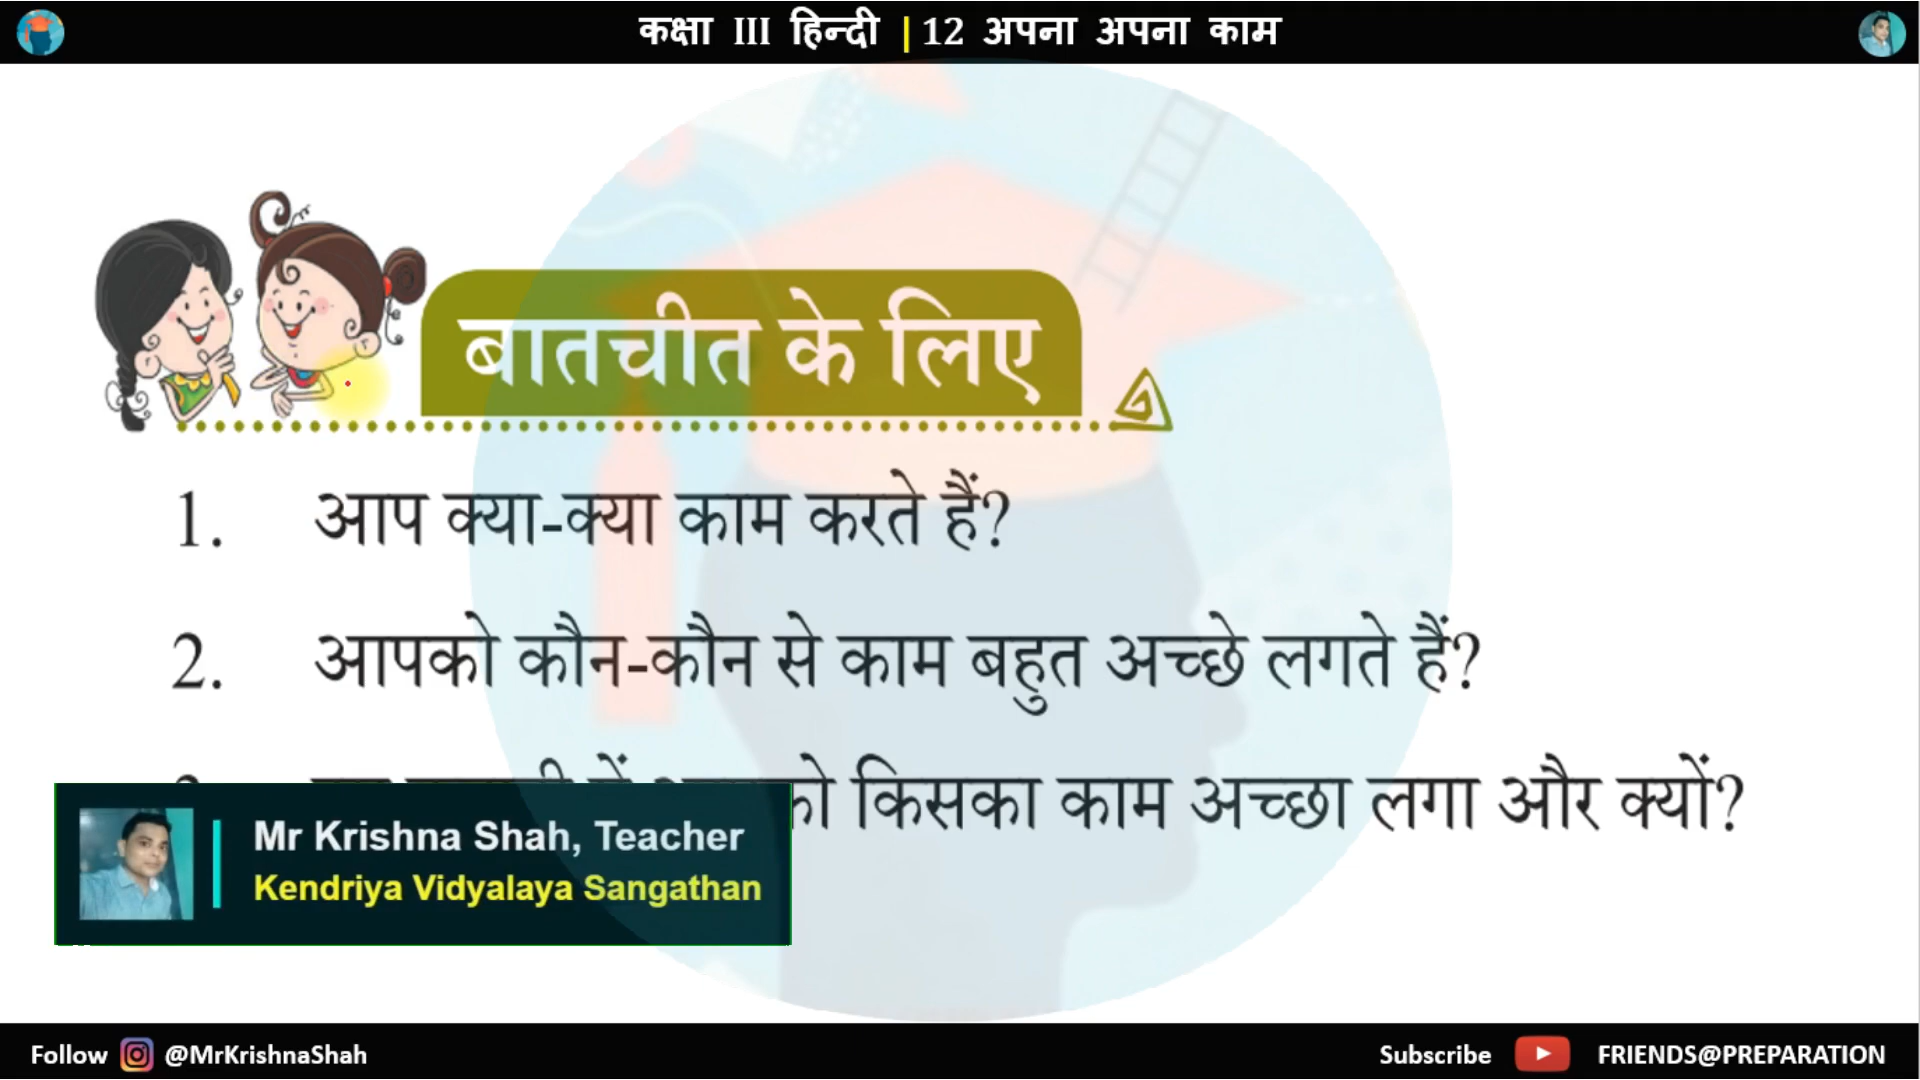 कक्षा III हिन्दी | 12 अपना अपना काम
बातचीत के लिए
1. आप क्या-क्या काम करते हैं?
2. आपको कौन-कौन से काम बहुत अच्छे लगते हैं?
किसका काम अच्छा लगा और क्यों?
Mr Krishna Shah, Teacher
Kendriya Vidyalaya Sangathan
Follow @MrKrishnaShah
Subscribe FRIENDS@PREPARATION